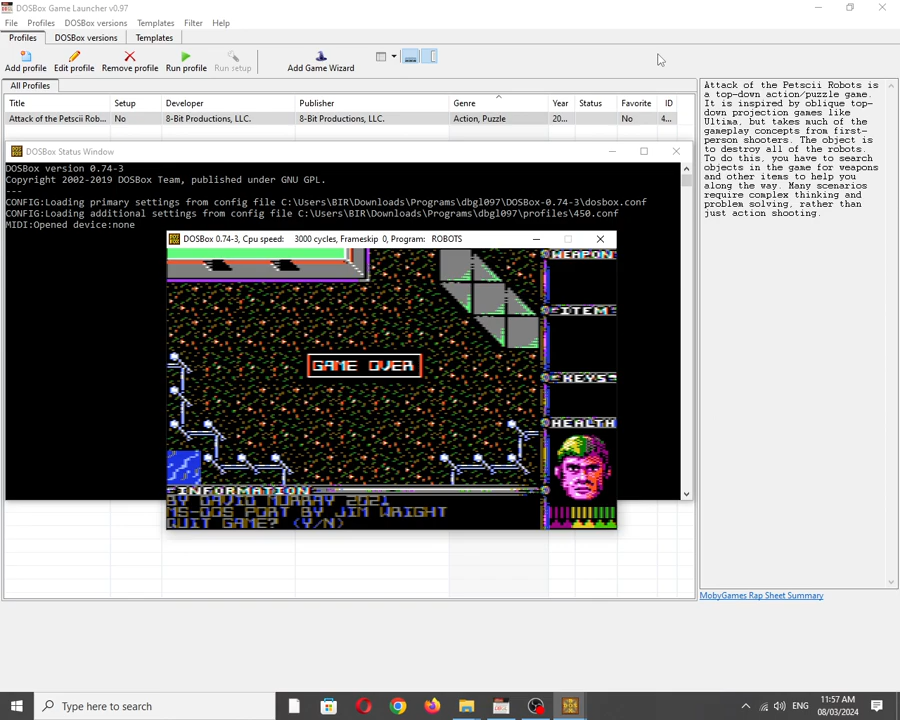 DOSBox Game Launcher v0.97
File Profiles DOSBox versions Templates Filter Help
Profiles DOSBox versions Templates
Add profile Edit profile Remove profile Run profile Run setup Add Game Wizard
All Profiles
Title Setup Developer Publisher Genre Year Status Favorite ID
Attack of the Petscii Rob... No 8-Bit Productions, LLC. 8-Bit Productions, LLC. Action, Puzzle 20... No 4...
Attack of the Petscii Robots is
a top-down action/puzzle game.
It is inspired by oblique top-
down projection games like
Ultima, but takes much of the
gameplay concepts from first-
person shooters. The object is
to destroy all of the robots.
To do this, you have to search
objects in the game for weapons
and other items to help you
along the way. Many scenarios
require complex thinking and
problem solving, rather than
just action shooting.
MobyGames Rap Sheet Summary
DOSBox Status Window
DOSBox version 0.74-3
Copyright 2002-2019 DOSBox Team, published under GNU GPL.
---
CONFIG:Loading primary settings from config file C:\Users\BIR\Downloads\Programs\dbgl097\DOSBox-0.74-3\dosbox.conf
CONFIG:Loading additional settings from config file C:\Users\BIR\Downloads\Programs\dbgl097\profiles\450.conf
MIDI:Opened device:none
DOSBox 0.74-3, Cpu speed: 3000 cycles, Frameskip 0, Program: ROBOTS
WEAPON
ITEM
KEYS
HEALTH
GAME OVER
INFORMATION
BY DAVID MURRAY 2021
MS-DOS PORT BY JIM WRIGHT
QUIT GAME? (Y/N)
Type here to search
11:57 AM
08/03/2024